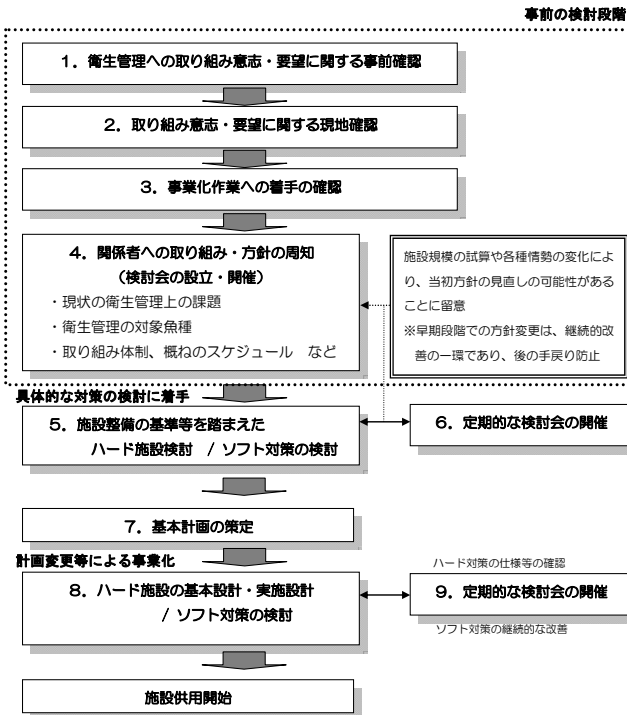 事前の検討段階
1. 衛生管理への取り組み意志・要望に関する事前確認
2. 取り組み意志・要望に関する現地確認
3. 事業化作業への着手の確認
4. 関係者への取り組み・方針の周知
(検討会の設立・開催)
・現状の衛生管理上の課題
・衛生管理の対象魚種
・取り組み体制、概ねのスケジュール など
施設規模の試算や各種情勢の変化によ
り、当初方針の見直しの可能性がある
ことに留意
※早期段階での方針変更は、継続的改
善の一環であり、後の手戻り防止
具体的な対策の検討に着手
5. 施設整備の基準等を踏まえた
ハード施設検討 / ソフト対策の検討
6. 定期的な検討会の開催
7. 基本計画の策定
計画変更等による事業化
8. ハード施設の基本設計・実施設計
/ ソフト対策の検討
ハード対策の仕様等の確認
9. 定期的な検討会の開催
ソフト対策の継続的な改善
施設供用開始